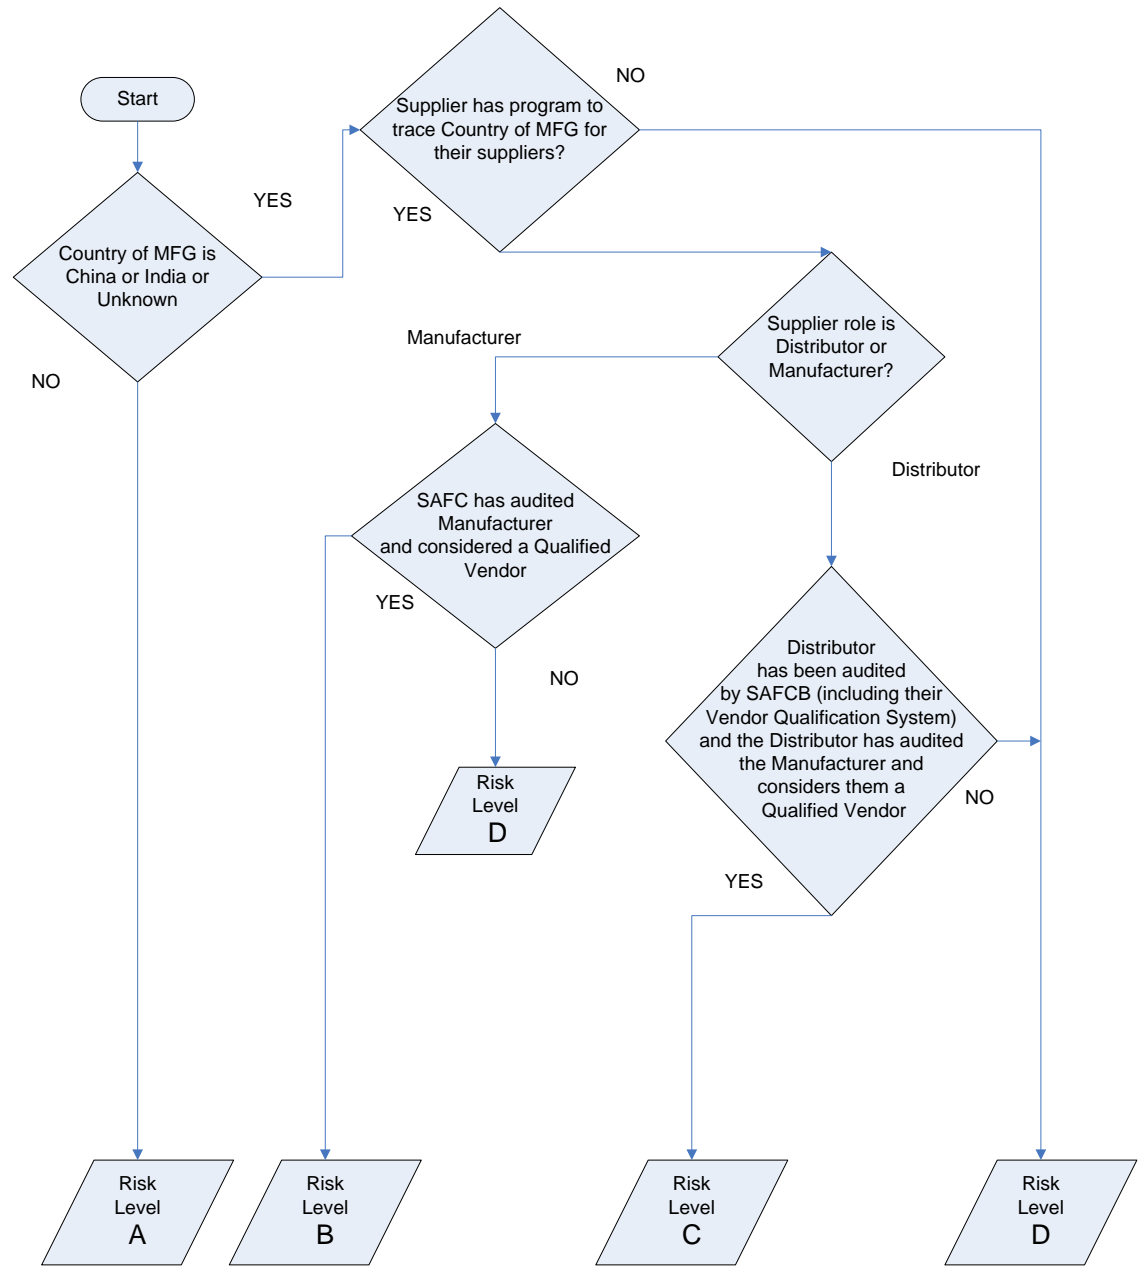 Start
NO
Supplier has program to
trace Country of MFG for
their suppliers?
YES
YES
Country of MFG is
China or India or
Unknown
NO
Supplier role is
Distributor or
Manufacturer?
Manufacturer
Distributor
SAFC has audited
Manufacturer
and considered a Qualified
Vendor
YES
NO
Risk
Level
D
Distributor
has been audited
by SAFCB (including their
Vendor Qualification System)
and the Distributor has audited
the Manufacturer and
considers them a
Qualified Vendor
NO
YES
Risk
Level
A
Risk
Level
B
Risk
Level
C
Risk
Level
D